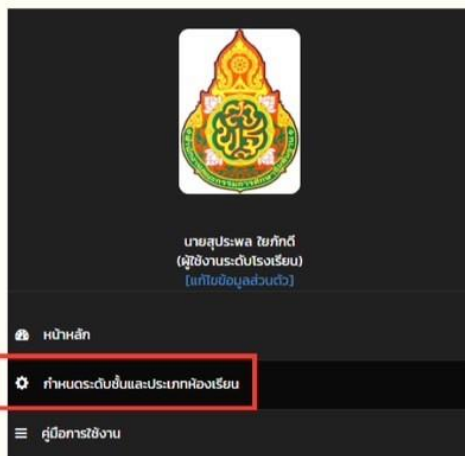 นายสุประพล ใยภักดี
(ผู้ใช้งานระดับโรงเรียน)
[แก้ไขข้อมูลส่วนตัว]
หน้าหลัก
กำหนดระดับชั้นและประเภทห้องเรียน
คู่มือการใช้งาน